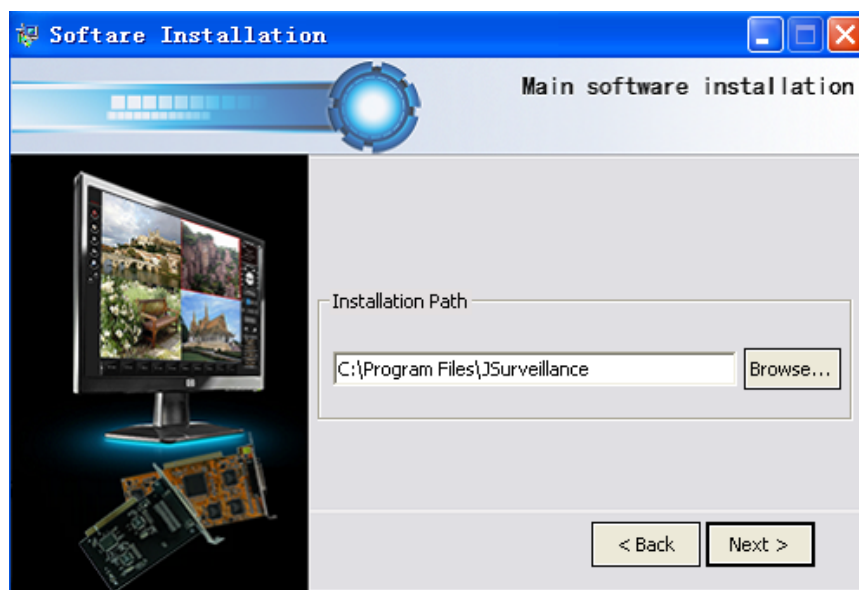 Softare Installation
Main software installation
Installation Path
C:\Program Files\JSurveillance
Browse...
< Back
Next >